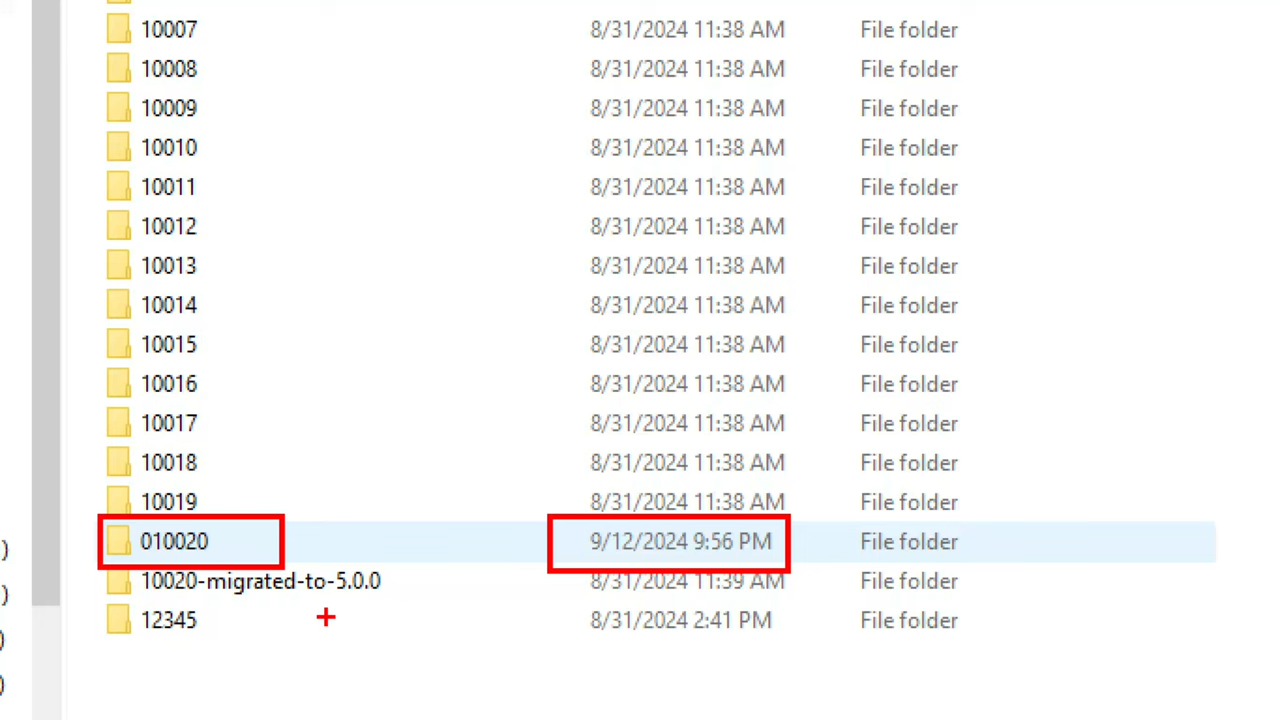 10007 8/31/2024 11:38 AM File folder
10008 8/31/2024 11:38 AM File folder
10009 8/31/2024 11:38 AM File folder
10010 8/31/2024 11:38 AM File folder
10011 8/31/2024 11:38 AM File folder
10012 8/31/2024 11:38 AM File folder
10013 8/31/2024 11:38 AM File folder
10014 8/31/2024 11:38 AM File folder
10015 8/31/2024 11:38 AM File folder
10016 8/31/2024 11:38 AM File folder
10017 8/31/2024 11:38 AM File folder
10018 8/31/2024 11:38 AM File folder
10019 8/31/2024 11:38 AM File folder
010020 9/12/2024 9:56 PM File folder
10020-migrated-to-5.0.0 8/31/2024 11:39 AM File folder
12345 8/31/2024 2:41 PM File folder
)
)
)
)